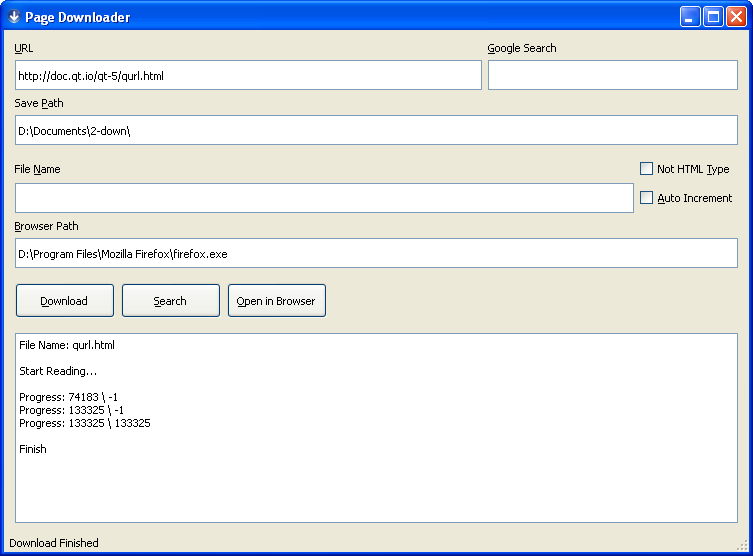 Page Downloader
URL
Google Search
http://doc.qt.io/qt-5/qurl.html
Save Path
D:\Documents\2-down\
File Name
Not HTML Type
Auto Increment
Browser Path
D:\Program Files\Mozilla Firefox\firefox.exe
Download
Search
Open in Browser
File Name: qurl.html
Start Reading...
Progress: 74183 \ -1
Progress: 133325 \ -1
Progress: 133325 \ 133325
Finish
Download Finished